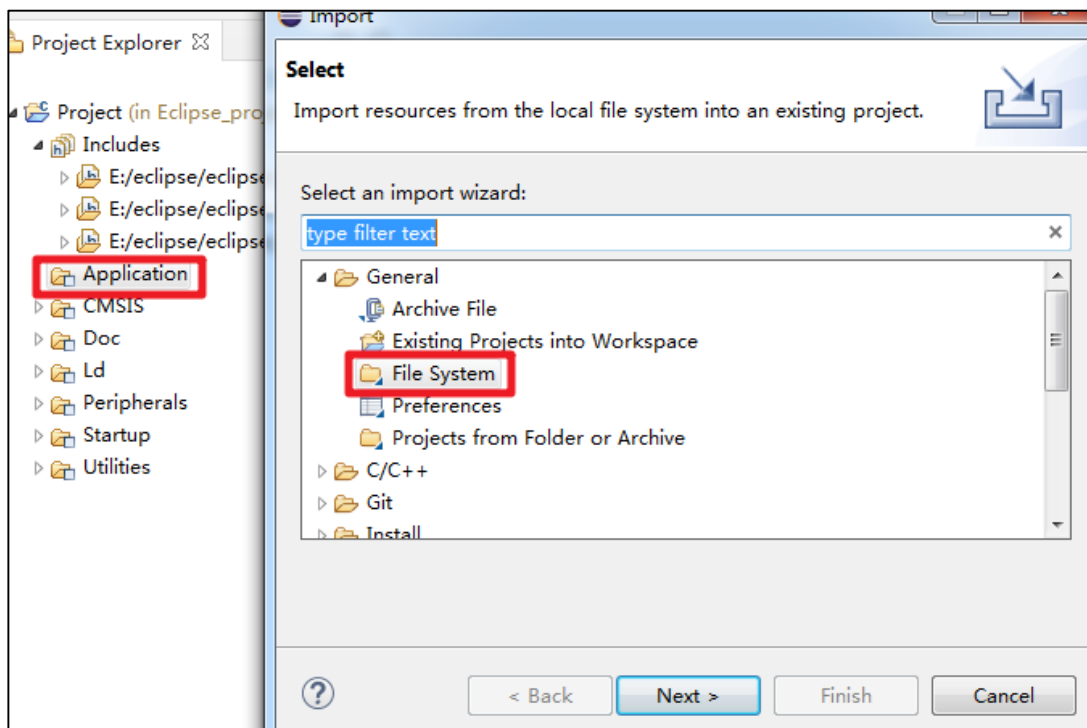 Project Explorer
Project (in Eclipse_pro
Includes
E:/eclipse/eclipse
E:/eclipse/eclipse
E:/eclipse/eclipse
Application
CMSIS
Doc
Ld
Peripherals
Startup
Utilities
Import
Select
Import resources from the local file system into an existing project.
Select an import wizard:
type filter text
General
Archive File
Existing Projects into Workspace
File System
Preferences
Projects from Folder or Archive
C/C++
Git
Install
< Back
Next >
Finish
Cancel